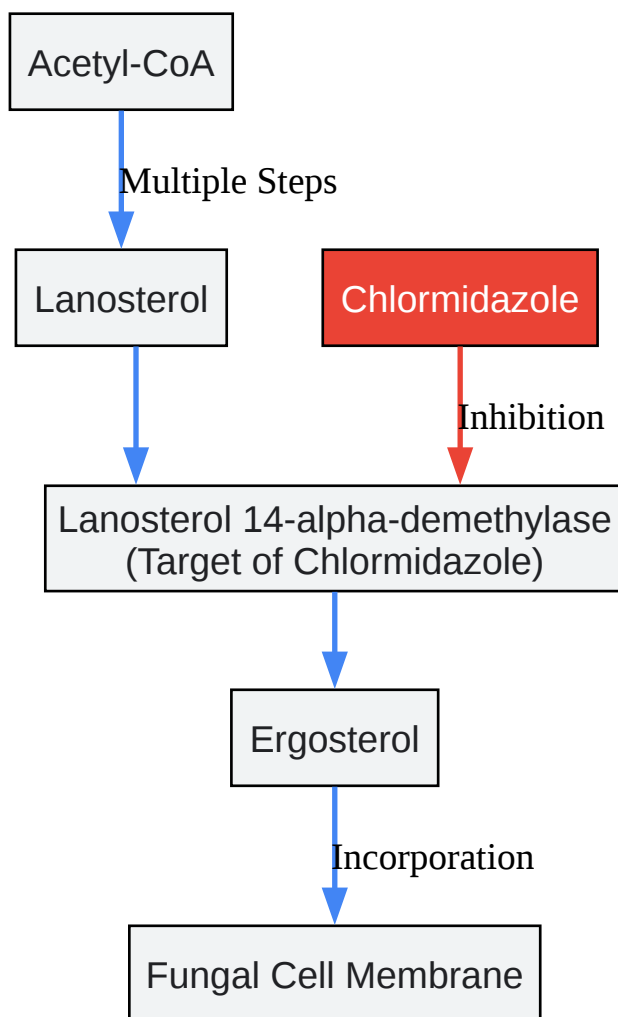 Acetyl-CoA
Multiple Steps
Lanosterol
Chlormidazole
Inhibition
Lanosterol 14-alpha-demethylase
(Target of Chlormidazole)
Ergosterol
Incorporation
Fungal Cell Membrane